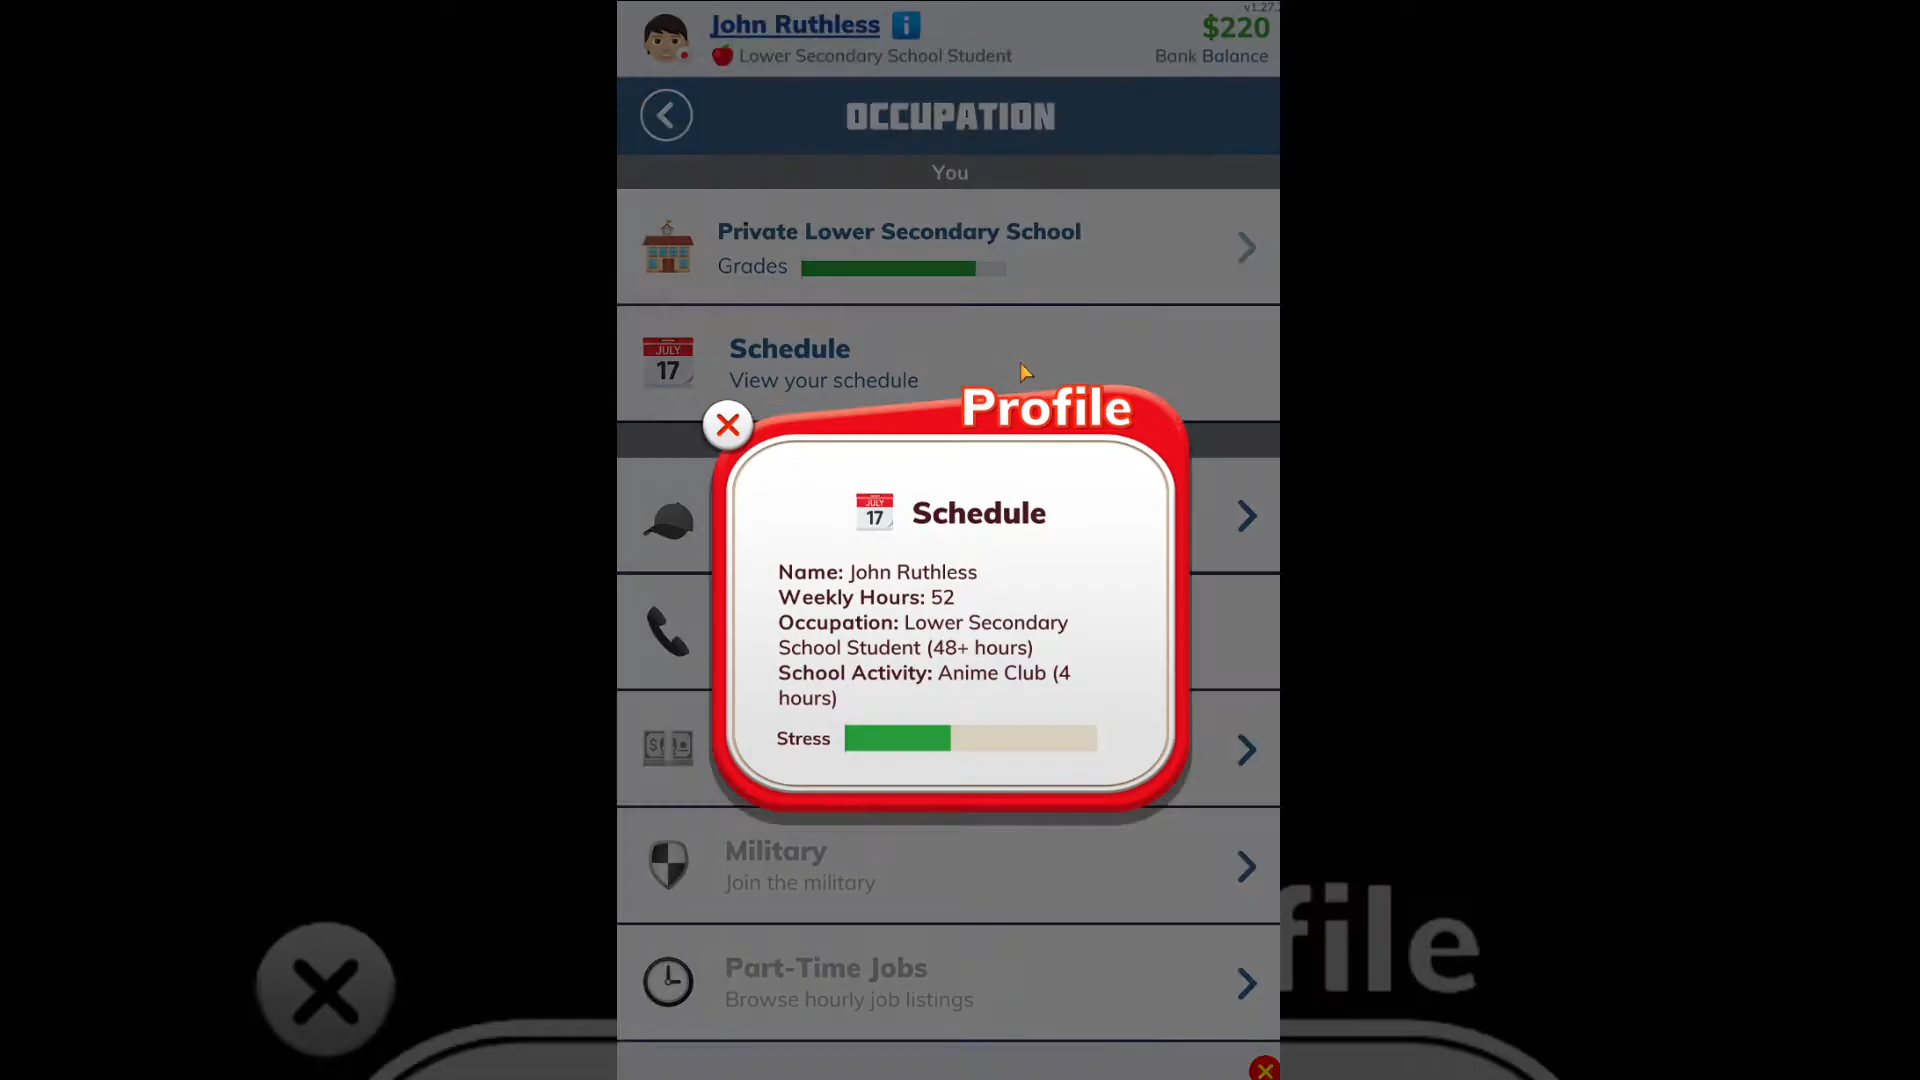 v1.27.
John Ruthless
$220
Lower Secondary School Student
Bank Balance
OCCUPATION
You
Private Lower Secondary School
Grades
JULY
17
Schedule
View your schedule
Profile
JULY
17
Schedule
Name: John Ruthless
Weekly Hours: 52
Occupation: Lower Secondary
School Student (48+ hours)
School Activity: Anime Club (4
hours)
Stress
Military
Join the military
Part-Time Jobs
Browse hourly job listings
file